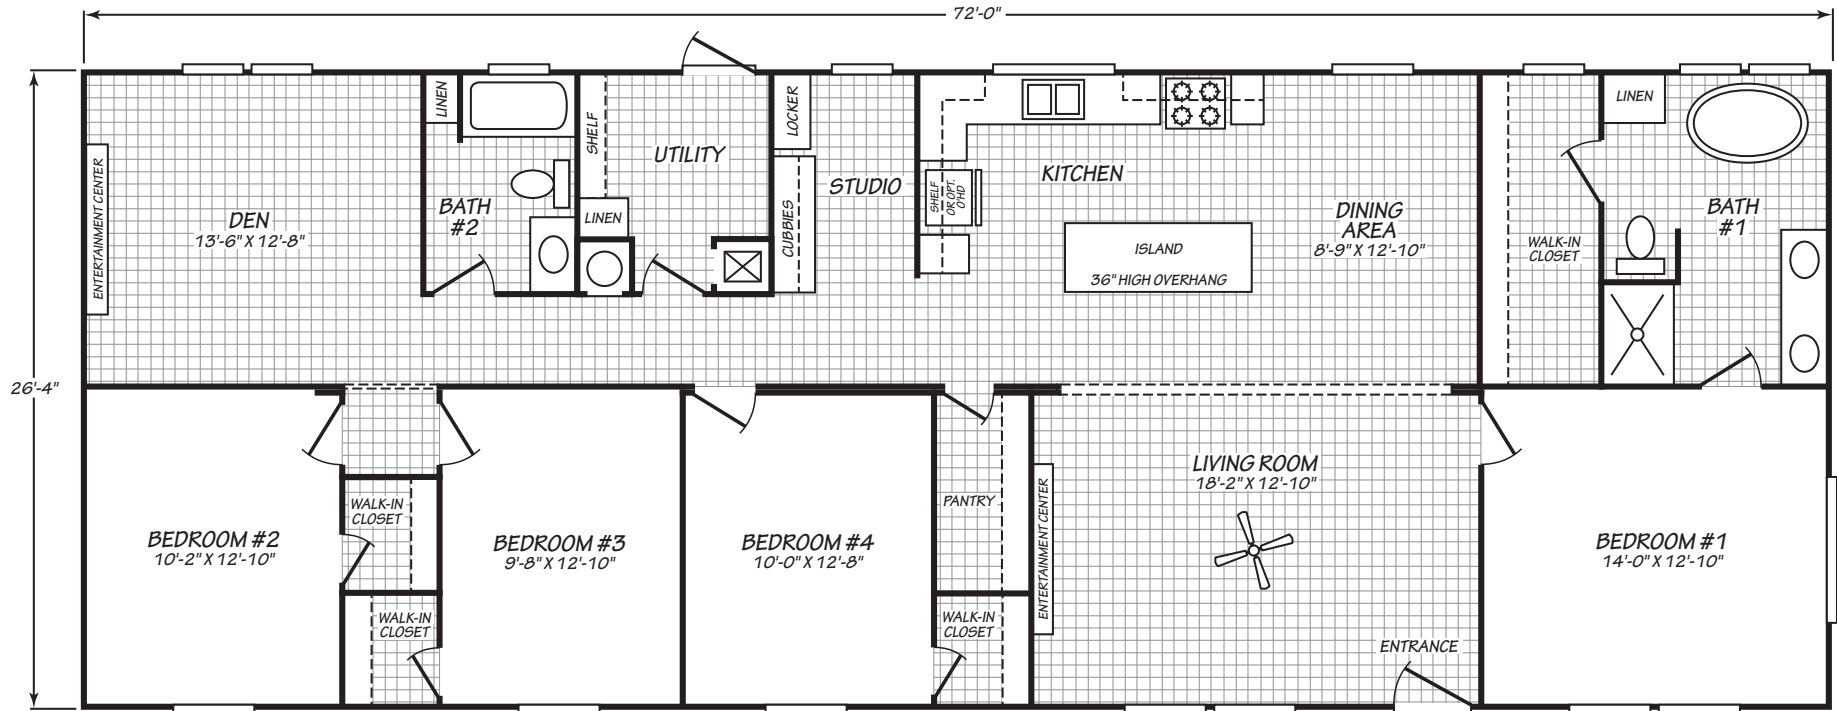 72'-0"
26'-4"
ENTERTAINMENT CENTER
DEN
13'-6" X 12'-8"
LINEN
BATH
#2
SHELF
LINEN
UTILITY
LOCKER
CUBBIES
STUDIO
SHELF
OR OPT.
O'HD
KITCHEN
ISLAND
36" HIGH OVERHANG
DINING
AREA
8'-9" X 12'-10"
WALK-IN
CLOSET
LINEN
BATH
#1
BEDROOM #2
10'-2" X 12'-10"
WALK-IN
CLOSET
WALK-IN
CLOSET
BEDROOM #3
9'-8" X 12'-10"
BEDROOM #4
10'-0" X 12'-8"
PANTRY
WALK-IN
CLOSET
ENTERTAINMENT CENTER
LIVING ROOM
18'-2" X 12'-10"
ENTRANCE
BEDROOM #1
14'-0" X 12'-10"